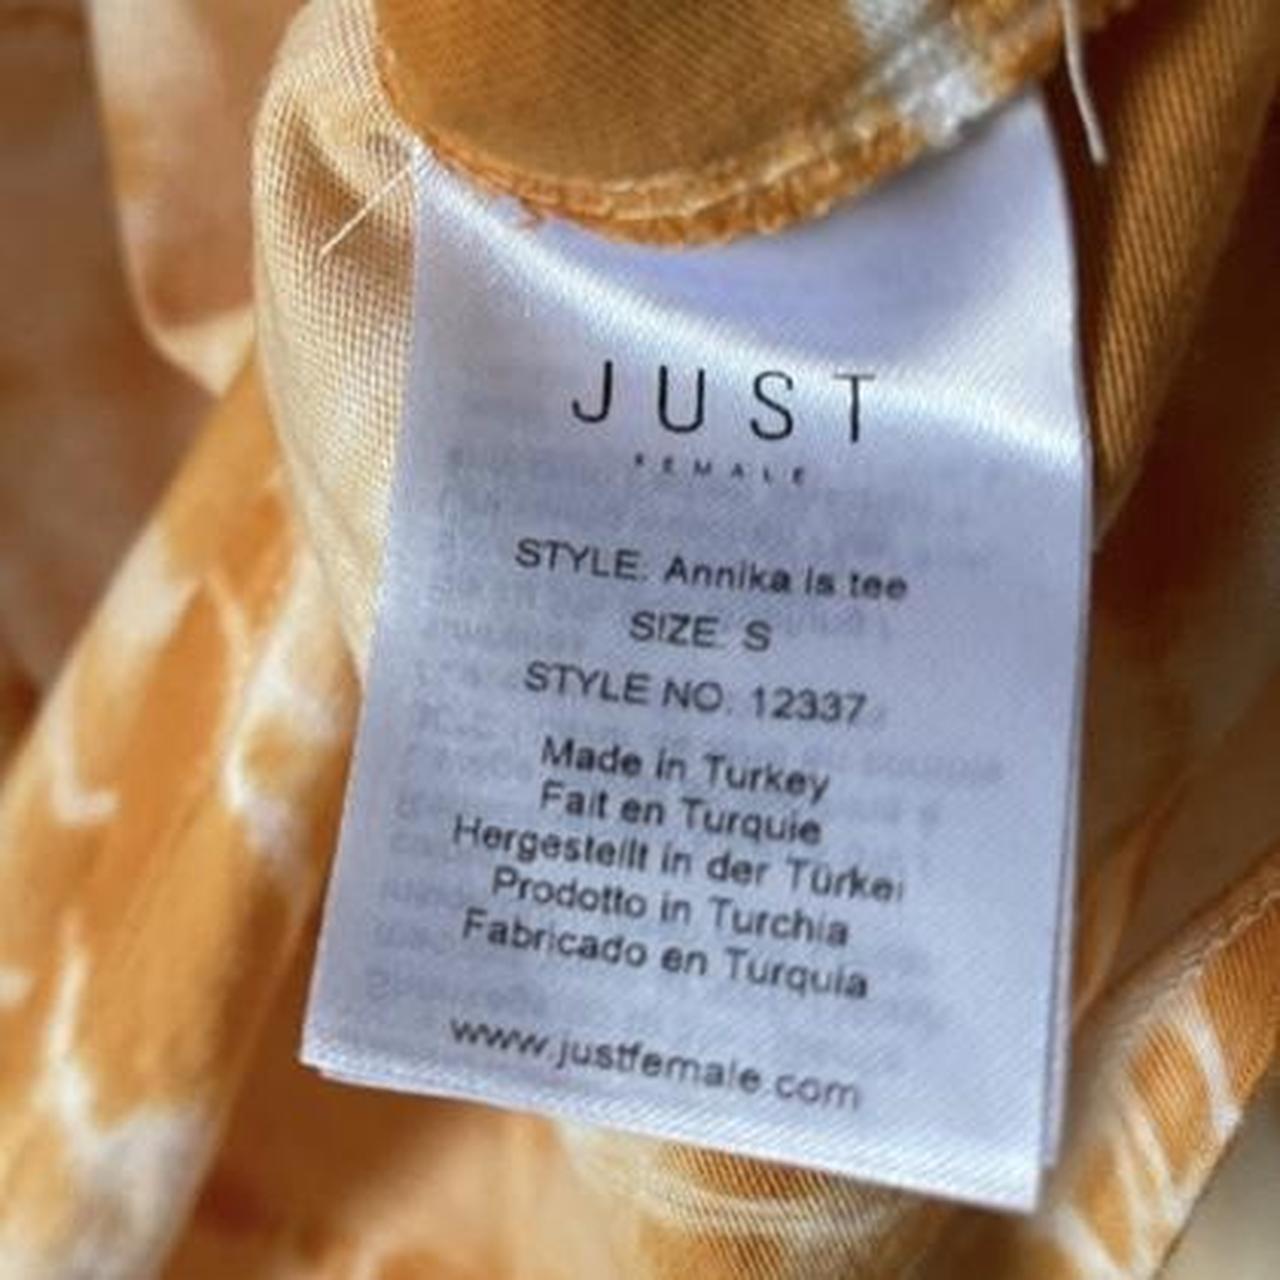 JUST
FEMALE
STYLE: Annika ls tee
SIZE: S
STYLE NO: 12337
Made in Turkey
Fait en Turquie
Hergestellt in der Türkei
Prodotto in Turchia
Fabricado en Turquia
www.justfemale.com